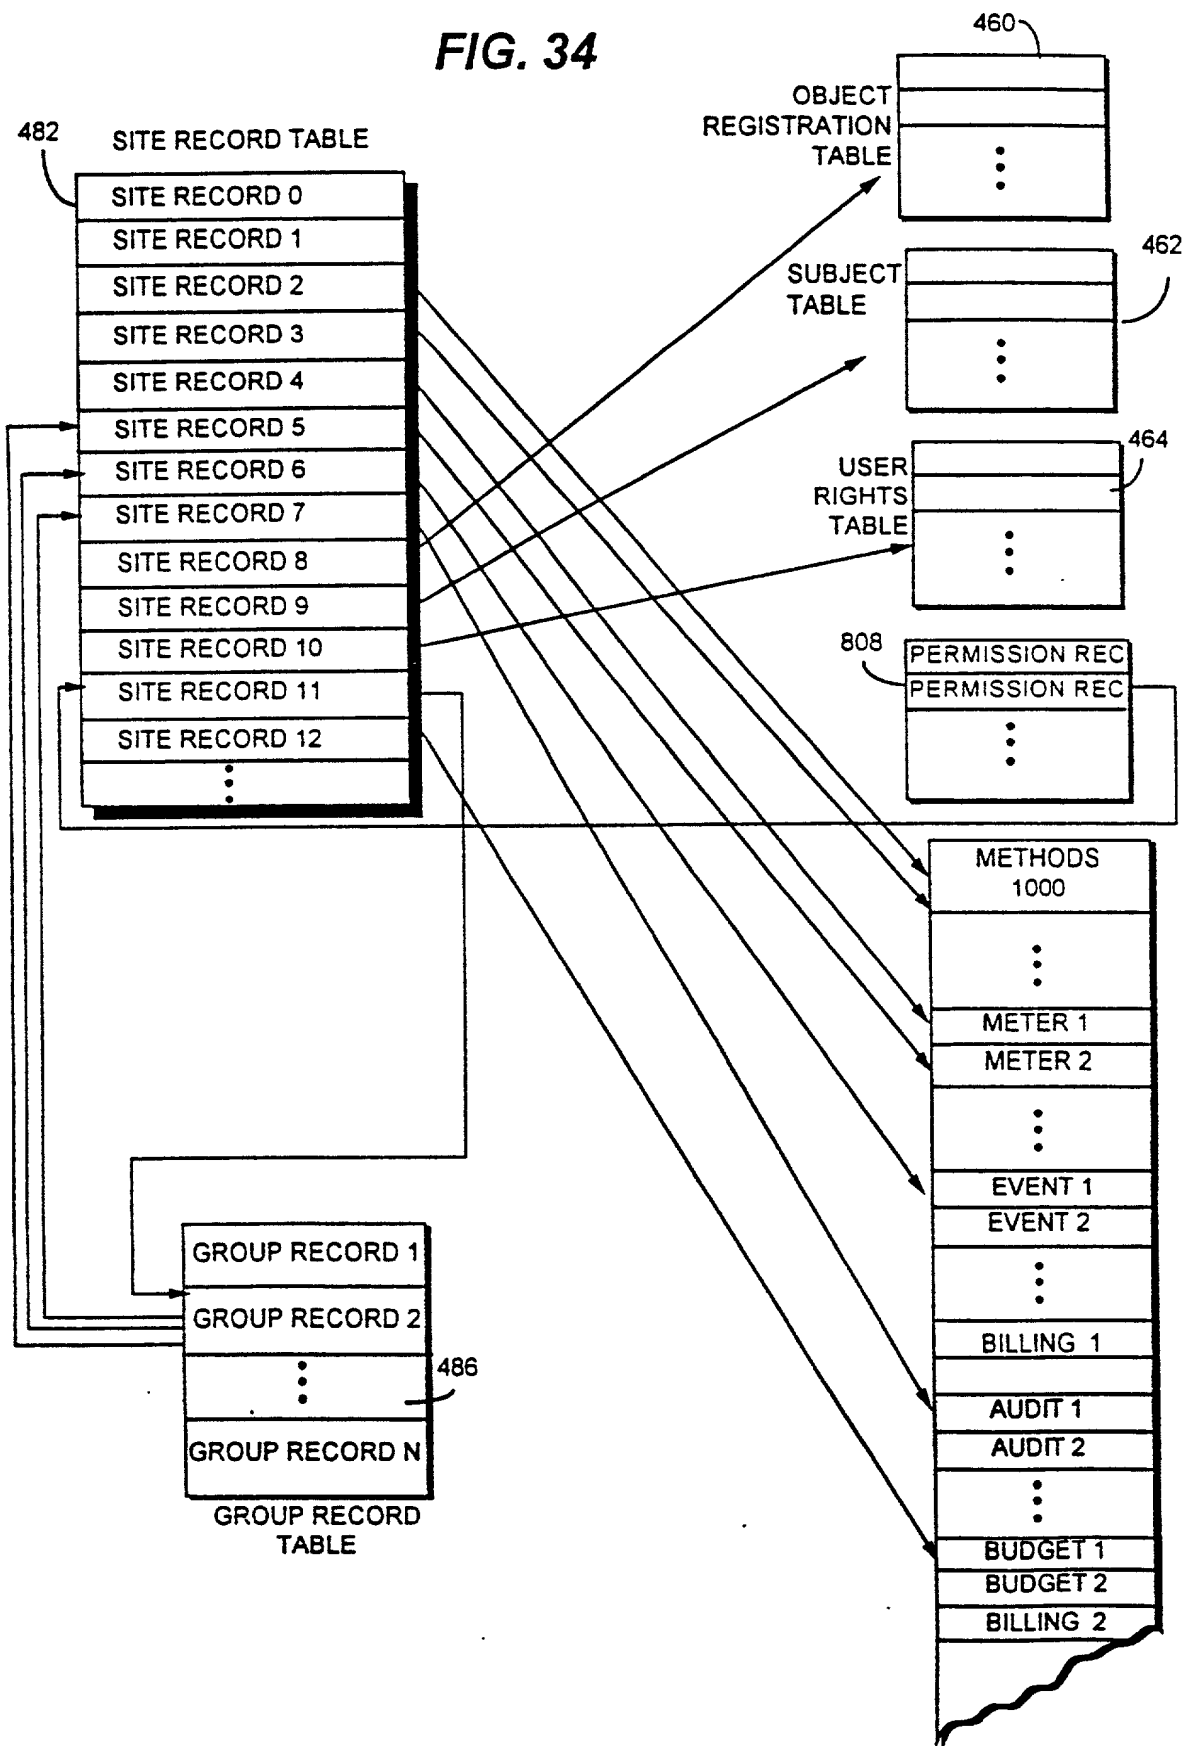 FIG. 34
482
SITE RECORD TABLE
SITE RECORD 0
SITE RECORD 1
SITE RECORD 2
SITE RECORD 3
SITE RECORD 4
SITE RECORD 5
SITE RECORD 6
SITE RECORD 7
SITE RECORD 8
SITE RECORD 9
SITE RECORD 10
SITE RECORD 11
SITE RECORD 12
460
OBJECT
REGISTRATION
TABLE
462
SUBJECT
TABLE
464
USER
RIGHTS
TABLE
808
PERMISSION REC
PERMISSION REC
METHODS
1000
METER 1
METER 2
EVENT 1
EVENT 2
BILLING 1
AUDIT 1
AUDIT 2
BUDGET 1
BUDGET 2
BILLING 2
GROUP RECORD 1
GROUP RECORD 2
486
GROUP RECORD N
GROUP RECORD
TABLE